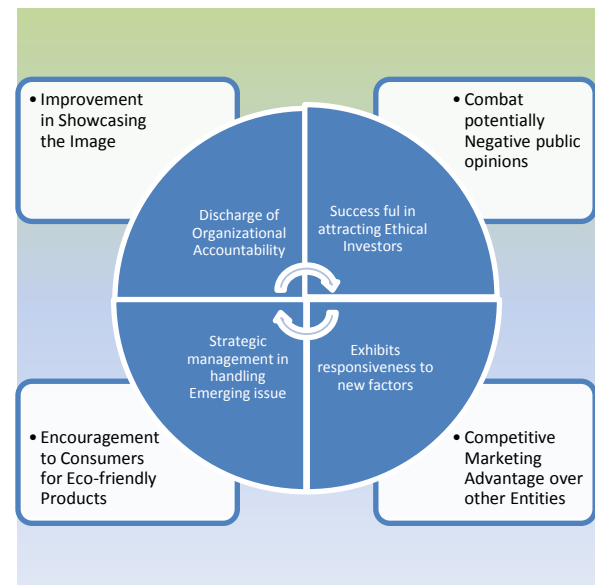 • Improvement
in Showcasing
the Image
• Combat
potentially
Negative public
opinions
Discharge of
Organizational
Accountability
Success ful in
attracting Ethical
Investors
Strategic
management in
handling
Emerging issue
Exhibits
responsiveness to
new factors
• Encouragement
to Consumers
for Eco-friendly
Products
• Competitive
Marketing
Advantage over
other Entities